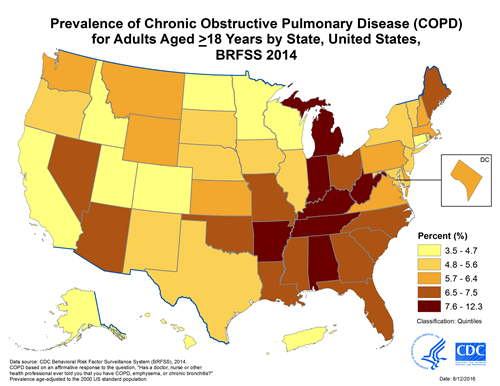 Prevalence of Chronic Obstructive Pulmonary Disease (COPD)
for Adults Aged >18 Years by State, United States,
BRFSS 2014
DC
Percent (%)
3.5 - 4.7
4.8 - 5.6
5.7 - 6.4
6.5 - 7.5
7.6 - 12.3
Classification: Quintiles
CDC
Data source: CDC Behavioral Risk Factor Surveillance System (BRFSS), 2014.
COPD based on an affirmative response to the question, "Has a doctor, nurse or other
health professional ever told you that you have COPD, emphysema, or chronic bronchitis?"
Prevalence age-adjusted to the 2000 US standard population.
Date: 8/12/2016